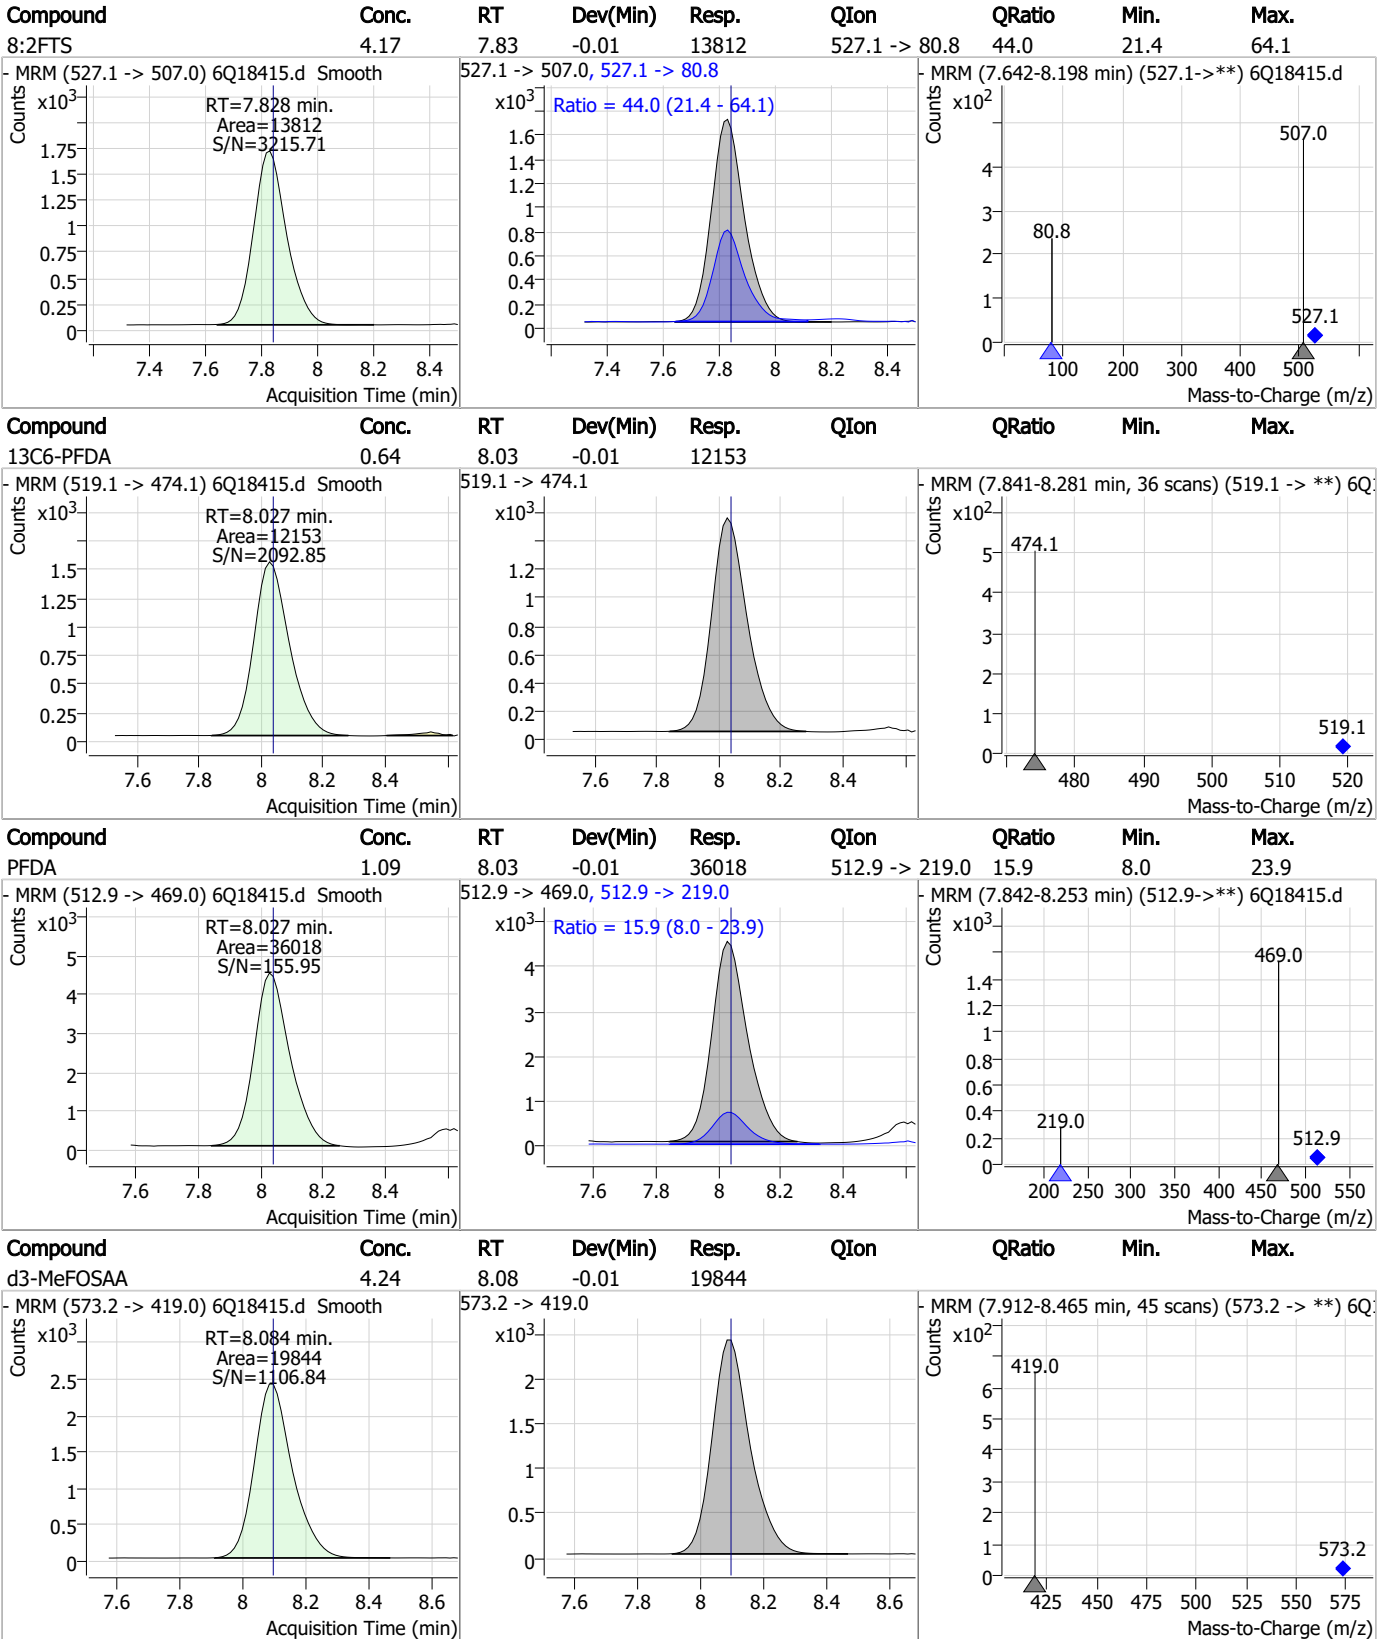 Compound Conc. RT Dev(Min) Resp. QIon QRatio Min. Max.
8:2FTS 4.17 7.83 -0.01 13812 527.1 -> 80.8 44.0 21.4 64.1
- MRM (527.1 -> 507.0) 6Q18415.d Smooth
Counts
x10³
RT=7.828 min.
Area=13812
S/N=3215.71
1.75
1.5
1.25
1
0.75
0.5
0.25
0
7.4 7.6 7.8 8 8.2 8.4
Acquisition Time (min)
527.1 -> 507.0, 527.1 -> 80.8
x10³
Ratio = 44.0 (21.4 - 64.1)
1.6
1.4
1.2
1
0.8
0.6
0.4
0.2
0
7.4 7.6 7.8 8 8.2 8.4
- MRM (7.642-8.198 min) (527.1->**) 6Q18415.d
Counts
x10²
507.0
4
3
80.8
2
1
527.1
0
100 200 300 400 500
Mass-to-Charge (m/z)
Compound Conc. RT Dev(Min) Resp. QIon QRatio Min. Max.
13C6-PFDA 0.64 8.03 -0.01 12153
- MRM (519.1 -> 474.1) 6Q18415.d Smooth
Counts
x10³
RT=8.027 min.
Area=12153
S/N=2092.85
1.5
1.25
1
0.75
0.5
0.25
0
7.6 7.8 8 8.2 8.4
Acquisition Time (min)
519.1 -> 474.1
x10³
1.2
1
0.8
0.6
0.4
0.2
0
7.6 7.8 8 8.2 8.4
- MRM (7.841-8.281 min, 36 scans) (519.1 -> **) 6Q1
Counts
x10²
474.1
5
4
3
2
1
519.1
0
480 490 500 510 520
Mass-to-Charge (m/z)
Compound Conc. RT Dev(Min) Resp. QIon QRatio Min. Max.
PFDA 1.09 8.03 -0.01 36018 512.9 -> 219.0 15.9 8.0 23.9
- MRM (512.9 -> 469.0) 6Q18415.d Smooth
Counts
x10³
RT=8.027 min.
Area=36018
S/N=155.95
5
4
3
2
1
0
7.6 7.8 8 8.2 8.4
Acquisition Time (min)
512.9 -> 469.0, 512.9 -> 219.0
x10³
Ratio = 15.9 (8.0 - 23.9)
4
3
2
1
0
7.6 7.8 8 8.2 8.4
- MRM (7.842-8.253 min) (512.9->**) 6Q18415.d
Counts
x10³
469.0
1.4
1.2
1
0.8
0.6
0.4
219.0
0.2
512.9
0
200 250 300 350 400 450 500 550
Mass-to-Charge (m/z)
Compound Conc. RT Dev(Min) Resp. QIon QRatio Min. Max.
d3-MeFOSAA 4.24 8.08 -0.01 19844
- MRM (573.2 -> 419.0) 6Q18415.d Smooth
Counts
x10³
RT=8.084 min.
Area=19844
S/N=1106.84
2.5
2
1.5
1
0.5
0
7.6 7.8 8 8.2 8.4 8.6
Acquisition Time (min)
573.2 -> 419.0
x10³
2
1.5
1
0.5
0
7.6 7.8 8 8.2 8.4 8.6
- MRM (7.912-8.465 min, 45 scans) (573.2 -> **) 6Q1
Counts
x10²
419.0
6
5
4
3
2
1
573.2
0
425 450 475 500 525 550 575
Mass-to-Charge (m/z)